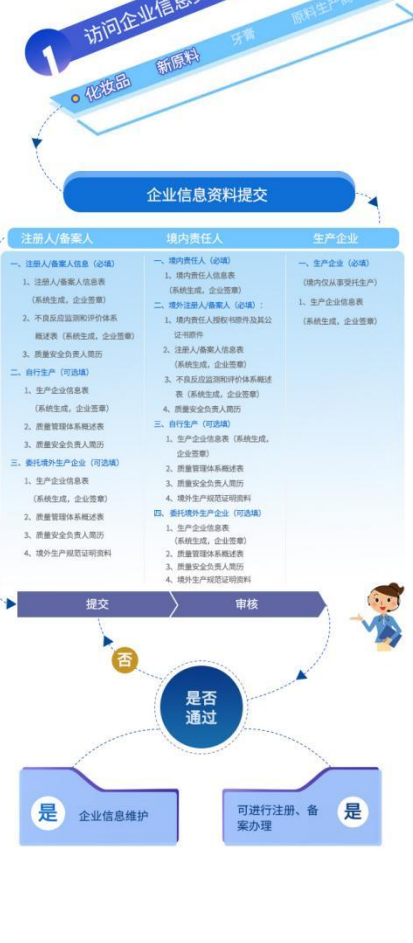 1
访问企业信息
化妆品 新原料 牙膏 原料生产商
企业信息资料提交
注册人/备案人
一、注册人/备案人信息（必填）
1、注册人/备案人信息表
（系统生成，企业签章）
2、不良反应监测和评价体系
概述表（系统生成，企业签章）
3、质量安全负责人简历
二、自行生产（可选填）
1、生产企业信息表
（系统生成，企业签章）
2、质量管理体系概述表
3、质量安全负责人简历
三、委托境外生产企业（可选填）
1、生产企业信息表
（系统生成，企业签章）
2、质量管理体系概述表
3、质量安全负责人简历
4、境外生产规范证明资料
境内责任人
一、境内责任人（必填）
1、境内责任人信息表
（系统生成，企业签章）
二、境外注册人/备案人（必填）：
1、境内责任人授权书原件及其公
证书原件
2、注册人/备案人信息表
（系统生成，企业签章）
3、不良反应监测和评价体系概述
表（系统生成，企业签章）
4、质量安全负责人简历
三、自行生产（可选填）
1、生产企业信息表（系统生成，
企业签章）
2、质量管理体系概述表
3、质量安全负责人简历
4、境外生产规范证明资料
四、委托境外生产企业（可选填）
1、生产企业信息表
（系统生成，企业签章）
2、质量管理体系概述表
3、质量安全负责人简历
4、境外生产规范证明资料
生产企业
一、生产企业（必填）
（境内仅从事受托生产）
1、生产企业信息表
（系统生成，企业签章）
提交
审核
否
是否
通过
是 企业信息维护
可进行注册、备
案办理
是